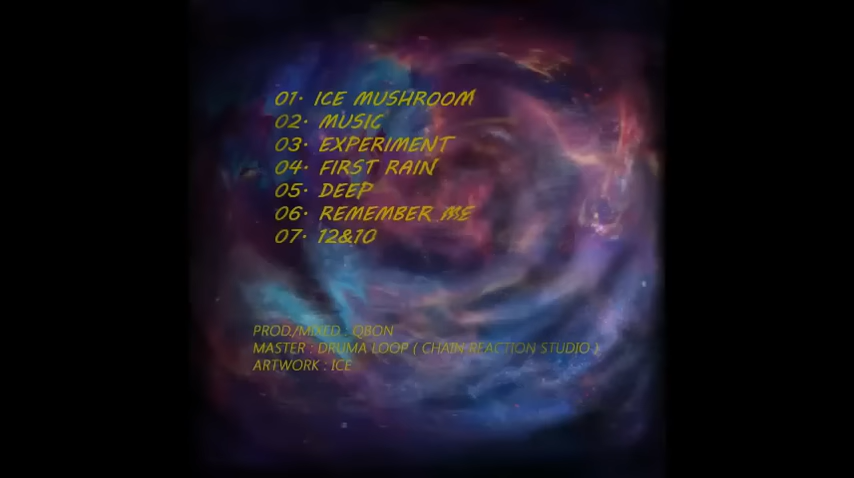 01. ICE MUSHROOM
02. MUSIC
03. EXPERIMENT
04. FIRST RAIN
05. DEEP
06. REMEMBER ME
07. 12&10
PROD./MIXED : QBON
MASTER : DRUMA LOOP ( CHAIN REACTION STUDIO )
ARTWORK : ICE